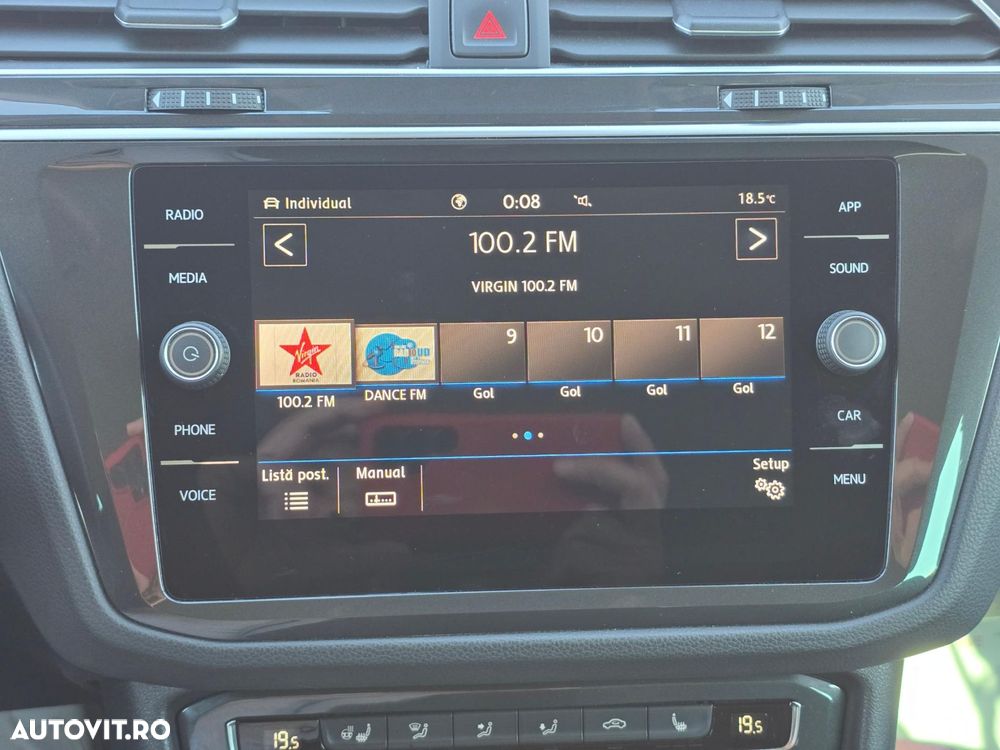 RADIO
MEDIA
PHONE
VOICE
Individual 0:08 18.5°C
< 100.2 FM >
VIRGIN 100.2 FM
9 10 11 12
Virgin
RADIO
ROMANIA
100.2 FM DANCE FM Gol Gol Gol Gol
Listă post. Manual Setup
APP
SOUND
CAR
MENU
19.5 19.5
AUTOVIT.RO